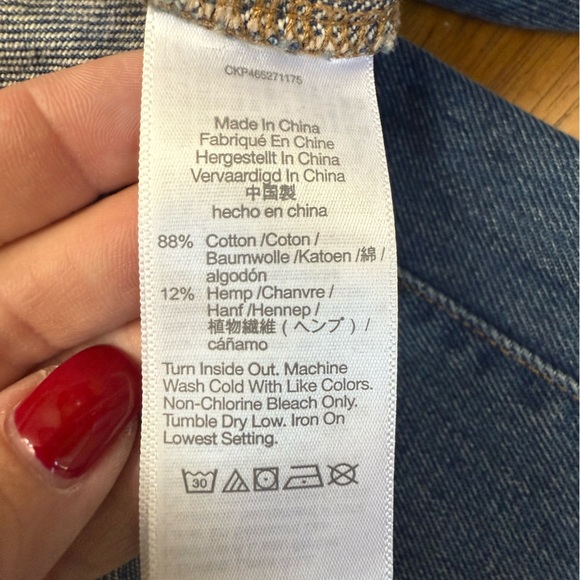 CKP465271175
Made In China
Fabriqué En Chine
Hergestellt In China
Vervaardigd In China
中国製
hecho en china
88% Cotton /Coton /
Baumwolle /Katoen /綿 /
algodón
12% Hemp /Chanvre /
Hanf /Hennep /
植物繊維 ( ヘンプ ) /
cáñamo
Turn Inside Out. Machine
Wash Cold With Like Colors.
Non-Chlorine Bleach Only.
Tumble Dry Low. Iron On
Lowest Setting.
30